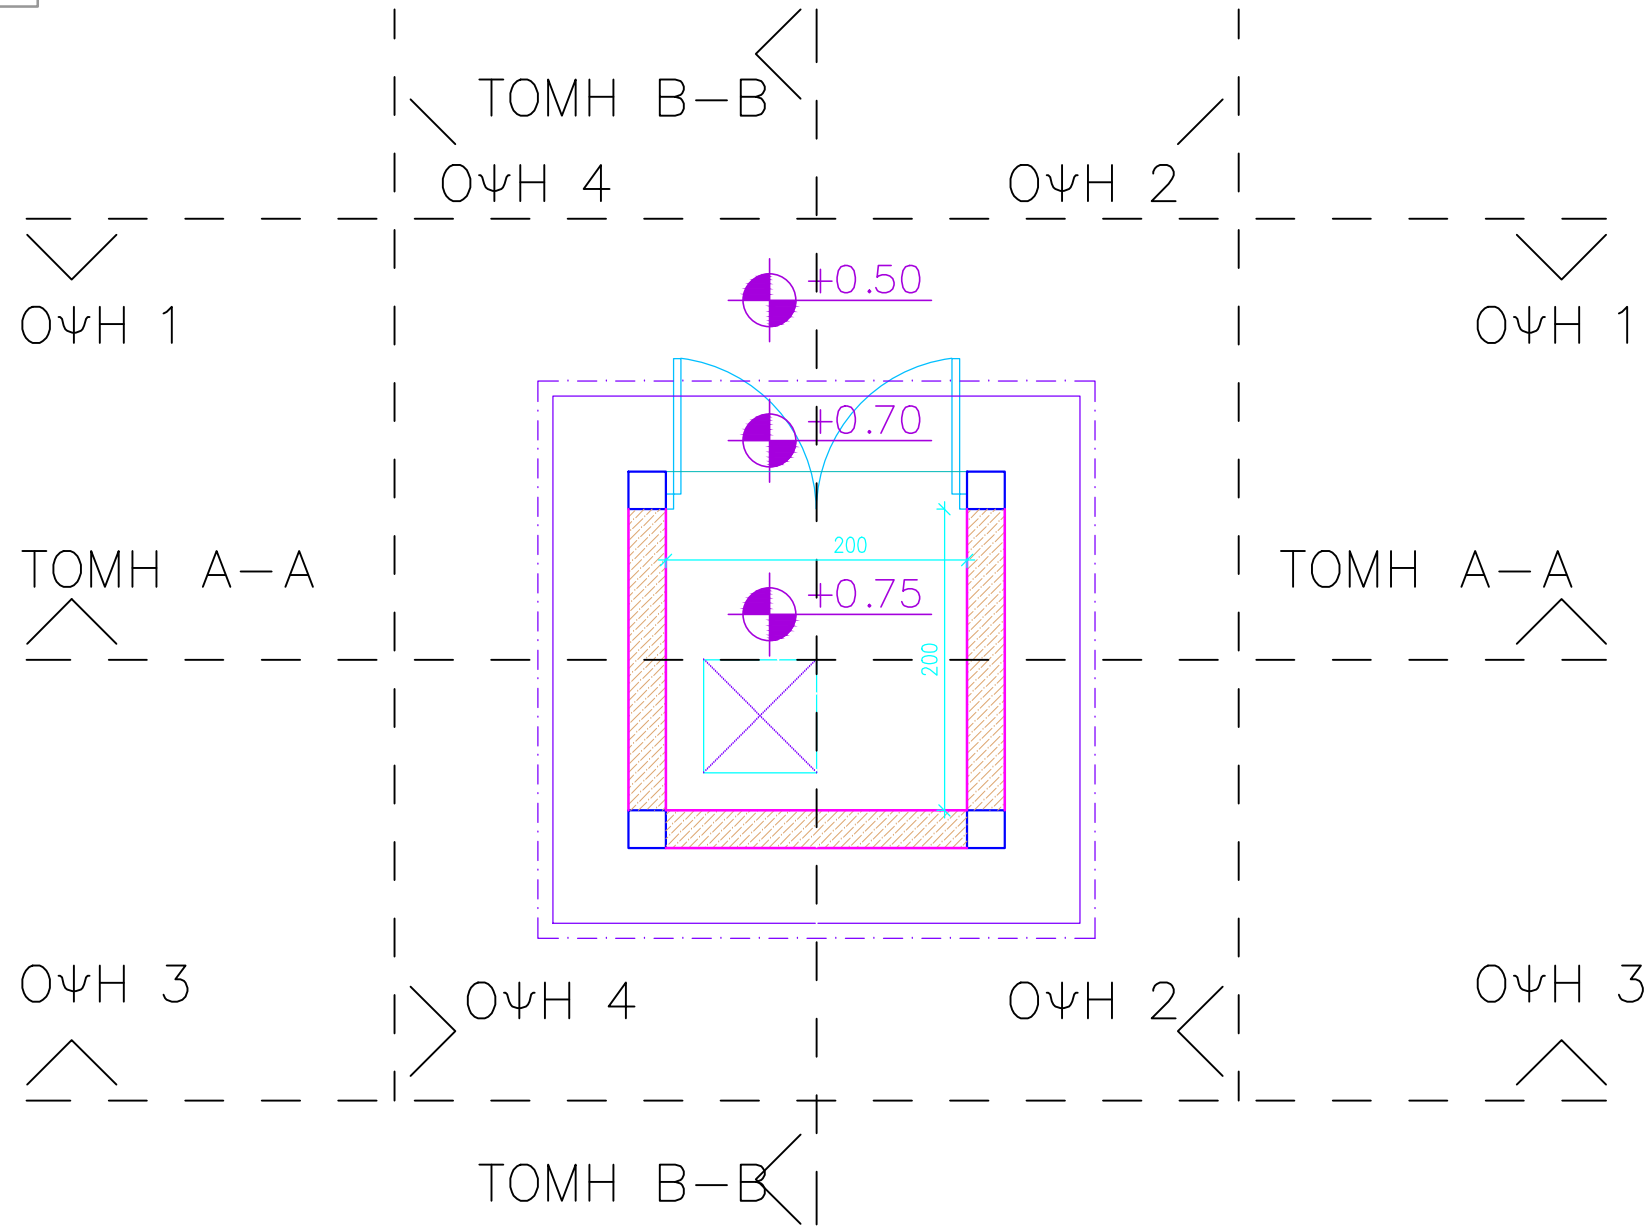 ΤΟΜΗ Β-Β
ΟΨΗ 4
ΟΨΗ 2
+0.50
ΟΨΗ 1
ΟΨΗ 1
+0.70
200
ΤΟΜΗ Α-Α
ΤΟΜΗ Α-Α
+0.75
200
ΟΨΗ 3
ΟΨΗ 3
ΟΨΗ 4
ΟΨΗ 2
ΤΟΜΗ Β-Β